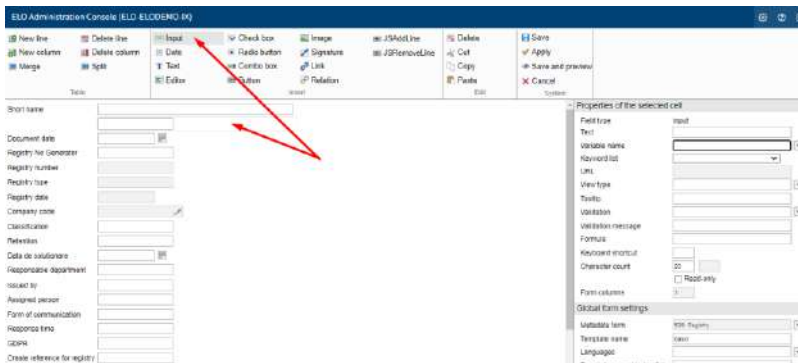 ELO Administration Console [ELO-ELODEMO-IX]
New line Delete line Input Check box Image JSAddLine Delete Save
New column Delete column Date Radio button Signature JSRemoveLine Cut Apply
Merge Split Text Combo box Link Copy Save and preview
Editor Button Relation Paste Cancel
Table Insert Edit System
Short name
Document date
Registry No Generator
Registry number
Registry type
Registry date
Company code
Classification
Retention
Data de solutionare
Responsible department
Issued by
Assigned person
Form of communication
Response time
GDPR
Create reference for registry
Properties of the selected cell
Field type Input
Text
Variable name
Keyword list
URL
View type
Tooltip
Validation
Validation message
Formula
Keyboard shortcut
Character count 20
Read-only
Form columns
Global form settings
Metadata form Registry
Template name
Languages